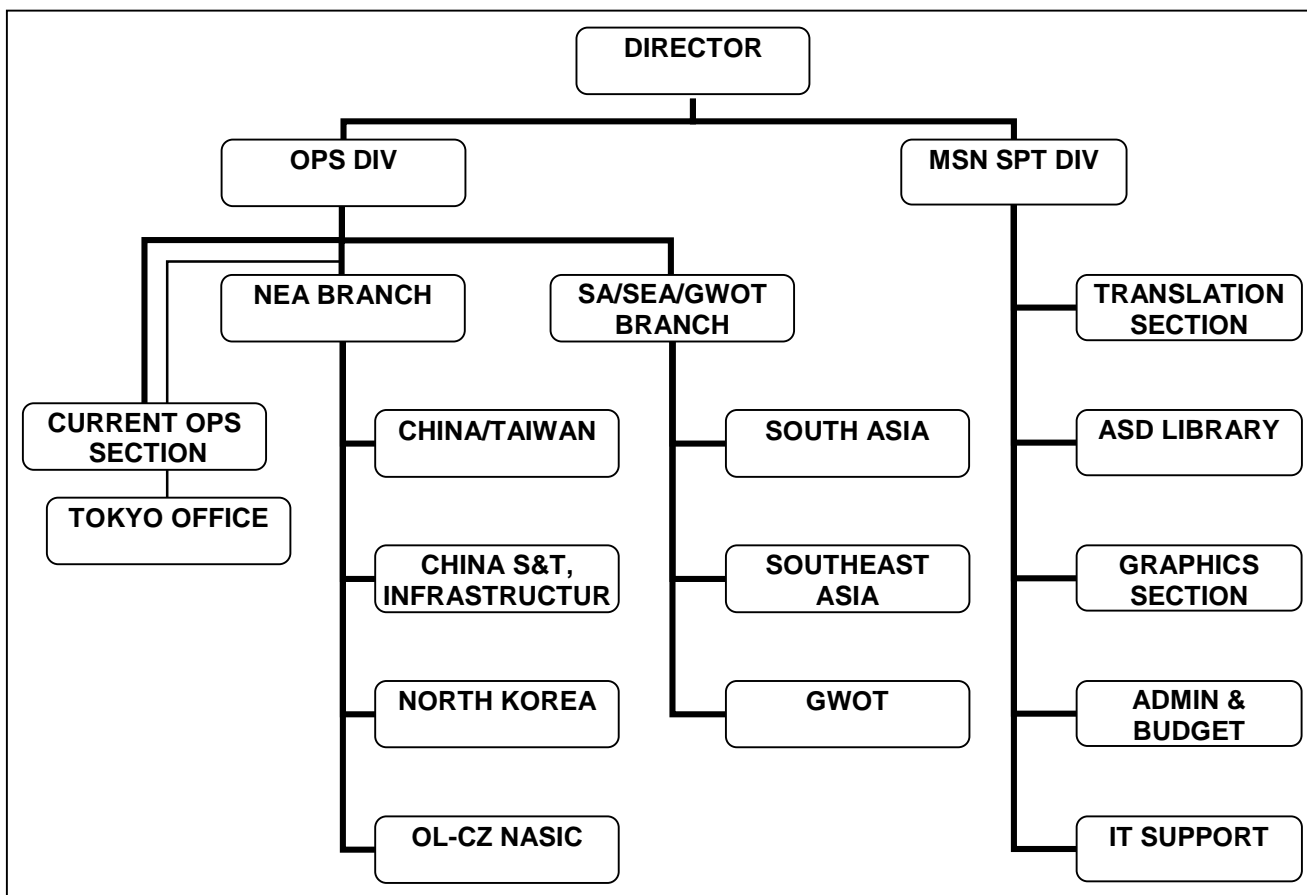 DIRECTOR
OPS DIV
MSN SPT DIV
NEA BRANCH
SA/SEA/GWOT
BRANCH
TRANSLATION
SECTION
CURRENT OPS
SECTION
CHINA/TAIWAN
SOUTH ASIA
ASD LIBRARY
TOKYO OFFICE
CHINA S&T,
INFRASTRUCTUR
SOUTHEAST
ASIA
GRAPHICS
SECTION
NORTH KOREA
GWOT
ADMIN &
BUDGET
OL-CZ NASIC
IT SUPPORT